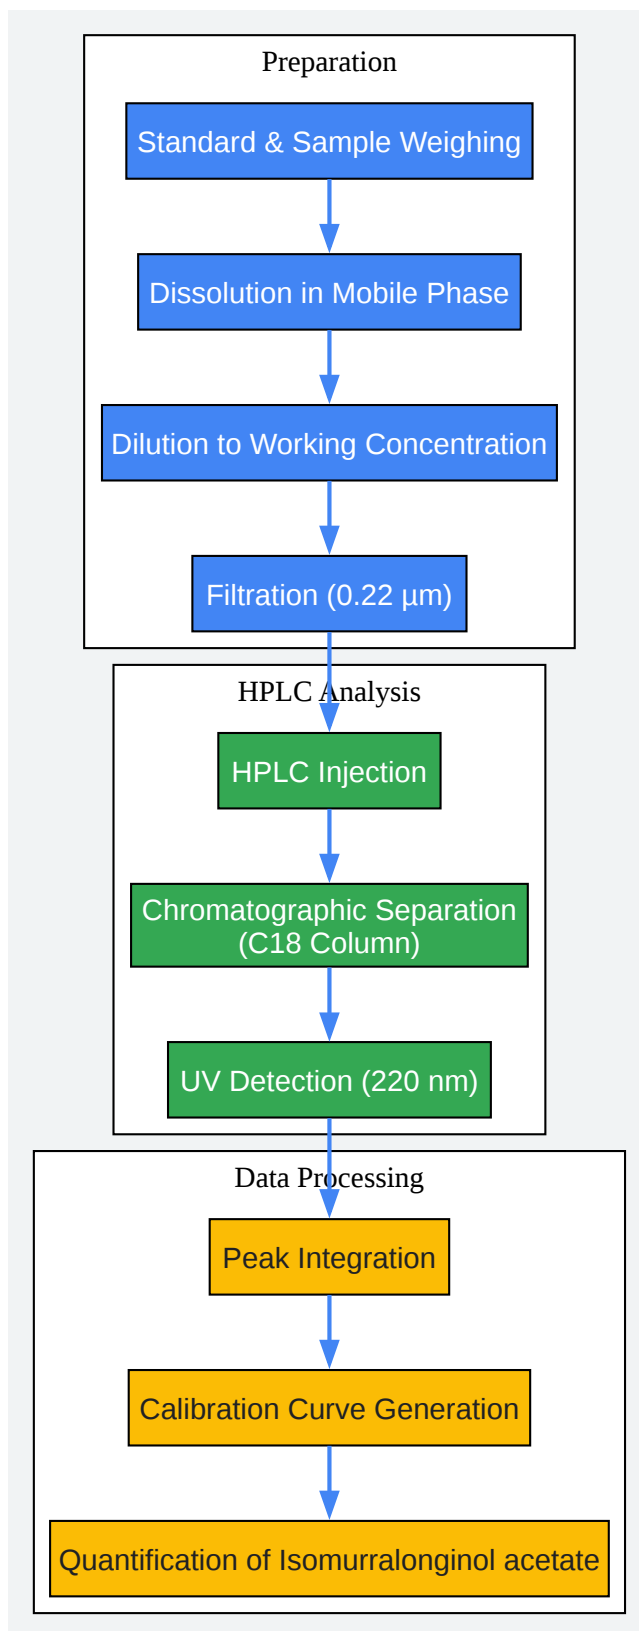 Preparation
Standard & Sample Weighing
Dissolution in Mobile Phase
Dilution to Working Concentration
Filtration (0.22 µm)
HPLC Analysis
HPLC Injection
Chromatographic Separation
(C18 Column)
UV Detection (220 nm)
Data Processing
Peak Integration
Calibration Curve Generation
Quantification of Isomurralonginol acetate